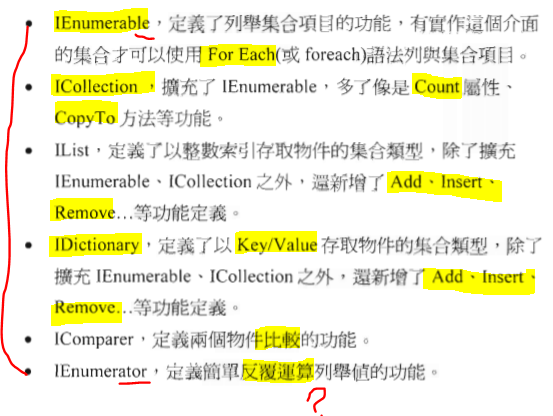 • IEnumerable，定義了列舉集合項目的功能，有實作這個介面
的集合才可以使用 For Each(或 foreach)語法列與集合項目。
• ICollection ，擴充了 IEnumerable，多了像是 Count 屬性、
CopyTo 方法等功能。
• IList，定義了以整數索引存取物件的集合類型，除了擴充
IEnumerable、ICollection 之外，還新增了 Add、Insert、
Remove…等功能定義。
• IDictionary，定義了以 Key/Value 存取物件的集合類型，除了
擴充 IEnumerable、ICollection 之外，還新增了 Add、Insert、
Remove…等功能定義。
• IComparer，定義兩個物件比較的功能。
• IEnumerator，定義簡單反覆運算列舉值的功能。
?